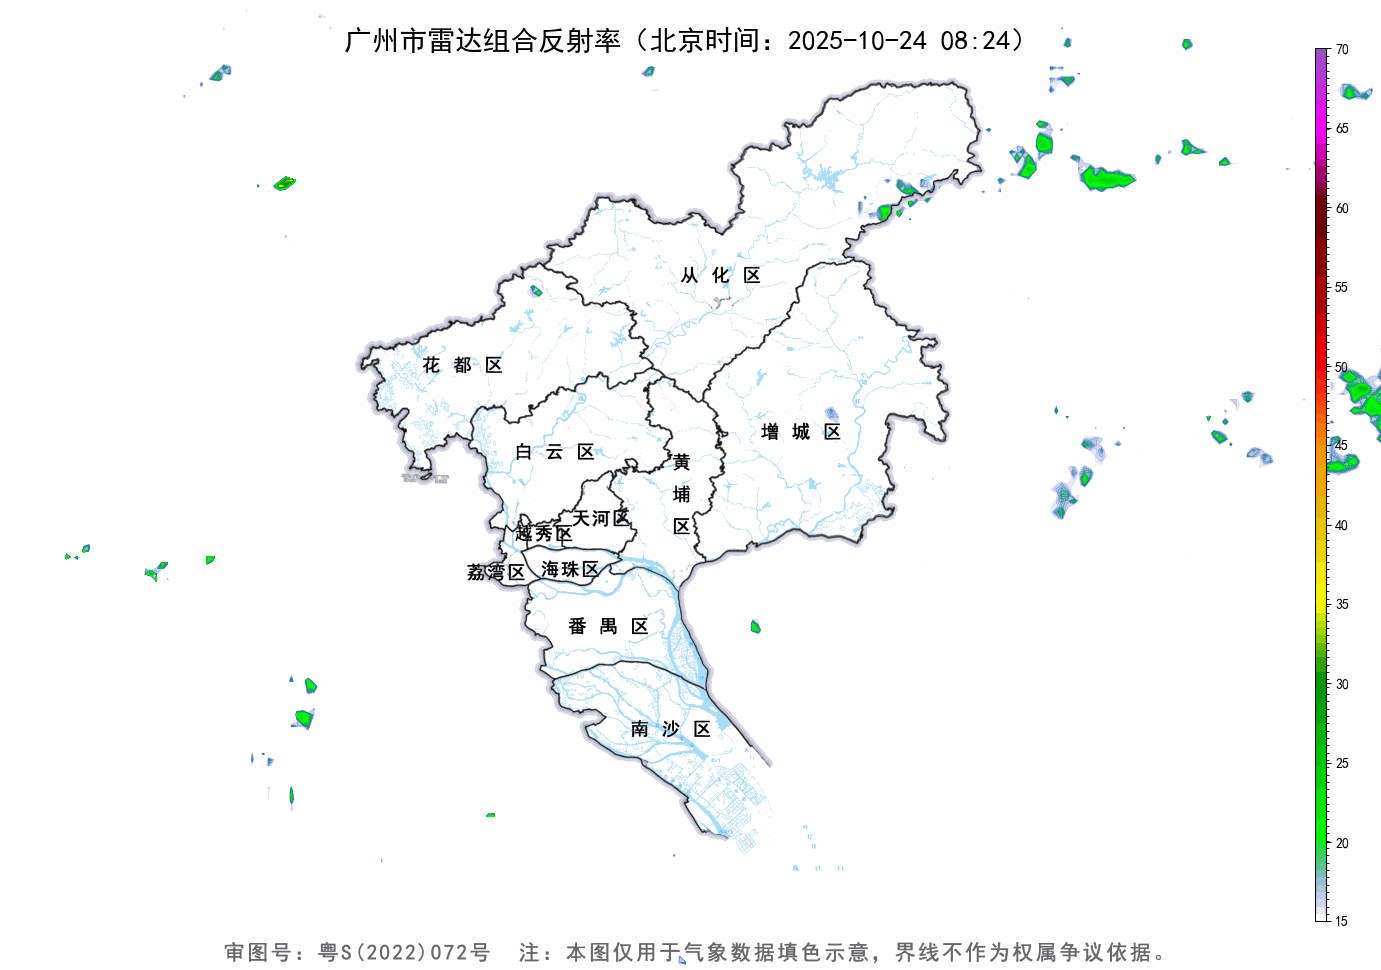 广州市雷达组合反射率（北京时间：2025-10-24 08:24）
70
65
60
55
50
45
40
35
30
25
20
15
从化区
花都区
增城区
白云区
黄埔区
天河区
越秀区
荔湾区
海珠区
番禺区
南沙区
审图号：粤S(2022)072号 注：本图仅用于气象数据填色示意，界线不作为权属争议依据。